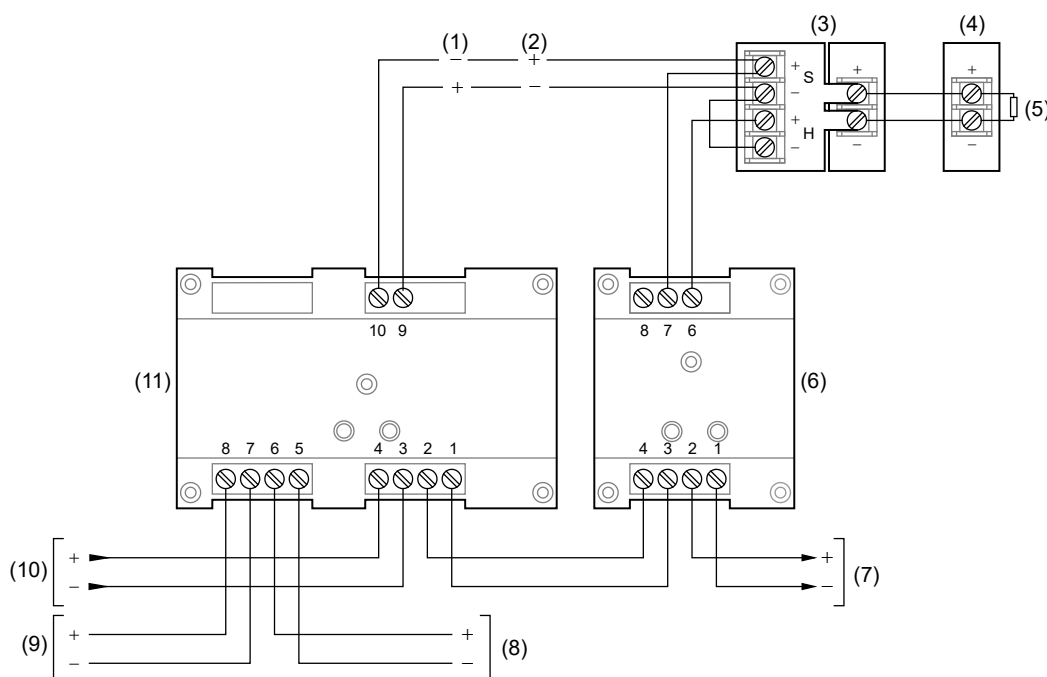 (1) (2) (3) (4)
− + + + +
S
+ − − (5)
+
H
− − −
10 9 8 7 6
(11) (6)
8 7 6 5 4 3 2 1 4 3 2 1
(10) + + (7)
− −
(9) + + (8)
− −